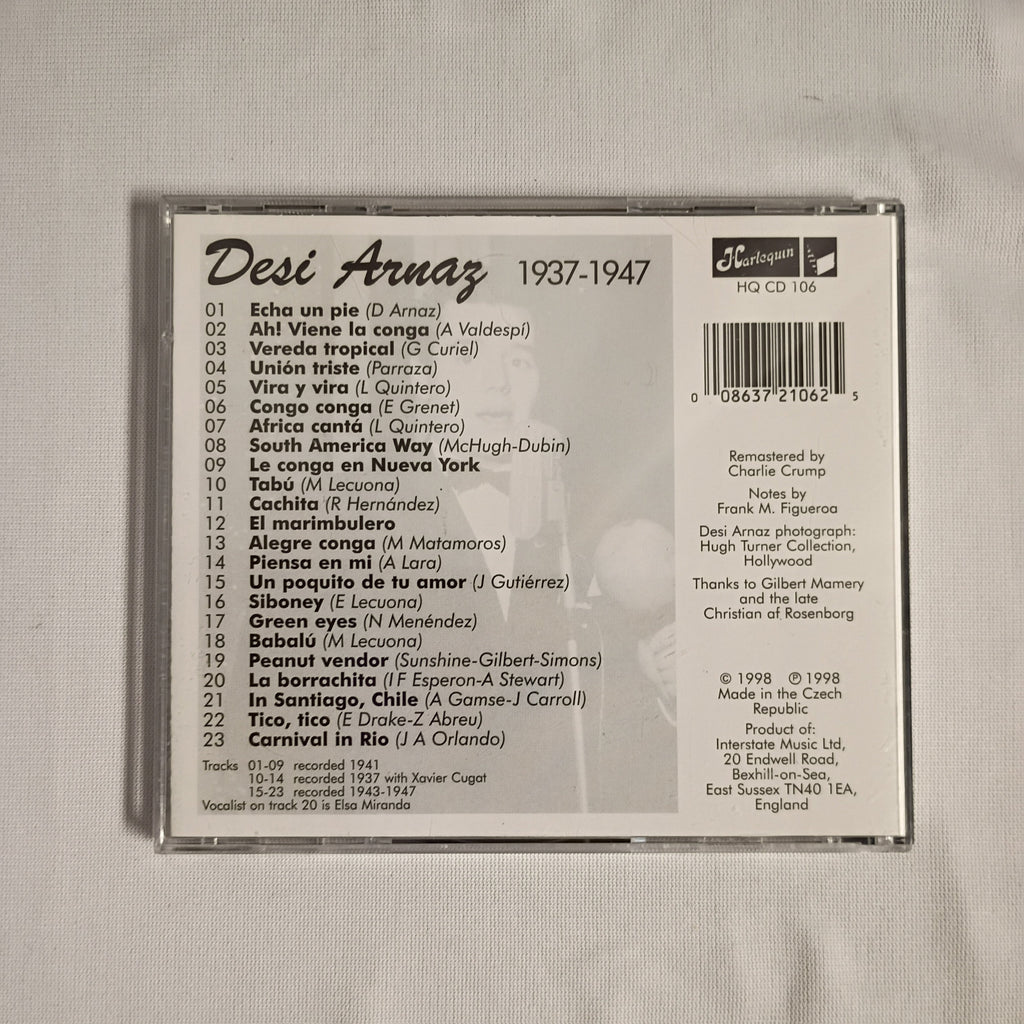 Desi Arnaz 1937-1947
01 Echa un pie (D Arnaz)
02 Ah! Viene la conga (A Valdespí)
03 Vereda tropical (G Curiel)
04 Unión triste (Parraza)
05 Vira y vira (L Quintero)
06 Congo conga (E Grenet)
07 Africa cantá (L Quintero)
08 South America Way (McHugh-Dubin)
09 Le conga en Nueva York
10 Tabú (M Lecuona)
11 Cachita (R Hernández)
12 El marimbulero
13 Alegre conga (M Matamoros)
14 Piensa en mi (A Lara)
15 Un poquito de tu amor (J Gutiérrez)
16 Siboney (E Lecuona)
17 Green eyes (N Menéndez)
18 Babalú (M Lecuona)
19 Peanut vendor (Sunshine-Gilbert-Simons)
20 La borrachita (I F Esperon-A Stewart)
21 In Santiago, Chile (A Gamse-J Carroll)
22 Tico, tico (E Drake-Z Abreu)
23 Carnival in Rio (J A Orlando)
Tracks 01-09 recorded 1941
10-14 recorded 1937 with Xavier Cugat
15-23 recorded 1943-1947
Vocalist on track 20 is Elsa Miranda
Harlequin
HQ CD 106
0 08637 21062 5
Remastered by
Charlie Crump
Notes by
Frank M. Figueroa
Desi Arnaz photograph:
Hugh Turner Collection,
Hollywood
Thanks to Gilbert Mamery
and the late
Christian af Rosenborg
© 1998 ℗ 1998
Made in the Czech
Republic
Product of:
Interstate Music Ltd,
20 Endwell Road,
Bexhill-on-Sea,
East Sussex TN40 1EA,
England